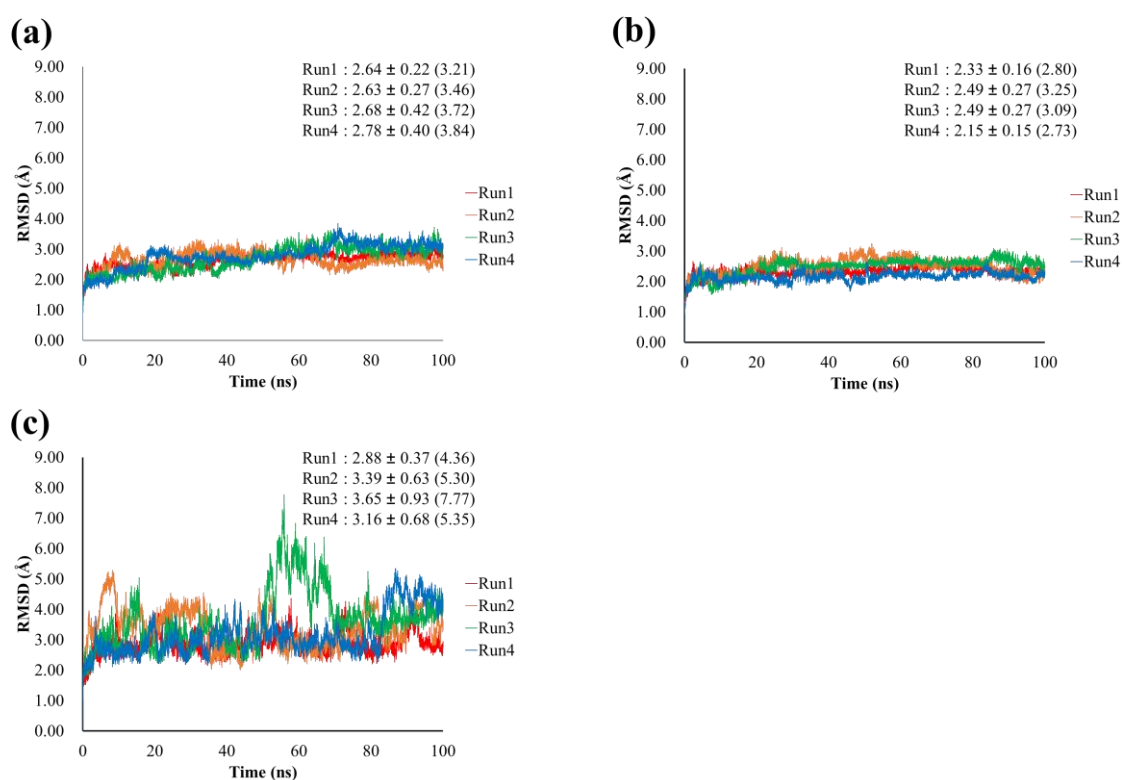 (a)
Run1 : 2.64 ± 0.22 (3.21)
Run2 : 2.63 ± 0.27 (3.46)
Run3 : 2.68 ± 0.42 (3.72)
Run4 : 2.78 ± 0.40 (3.84)
9.00
8.00
7.00
6.00
5.00
4.00
3.00
2.00
1.00
0.00
RMSD (Å)
Run1
Run2
Run3
Run4
0 20 40 60 80 100
Time (ns)
(b)
Run1 : 2.33 ± 0.16 (2.80)
Run2 : 2.49 ± 0.27 (3.25)
Run3 : 2.49 ± 0.27 (3.09)
Run4 : 2.15 ± 0.15 (2.73)
9.00
8.00
7.00
6.00
5.00
4.00
3.00
2.00
1.00
0.00
RMSD (Å)
Run1
Run2
Run3
Run4
0 20 40 60 80 100
Time (ns)
(c)
Run1 : 2.88 ± 0.37 (4.36)
Run2 : 3.39 ± 0.63 (5.30)
Run3 : 3.65 ± 0.93 (7.77)
Run4 : 3.16 ± 0.68 (5.35)
9.00
8.00
7.00
6.00
5.00
4.00
3.00
2.00
1.00
0.00
RMSD (Å)
Run1
Run2
Run3
Run4
0 20 40 60 80 100
Time (ns)